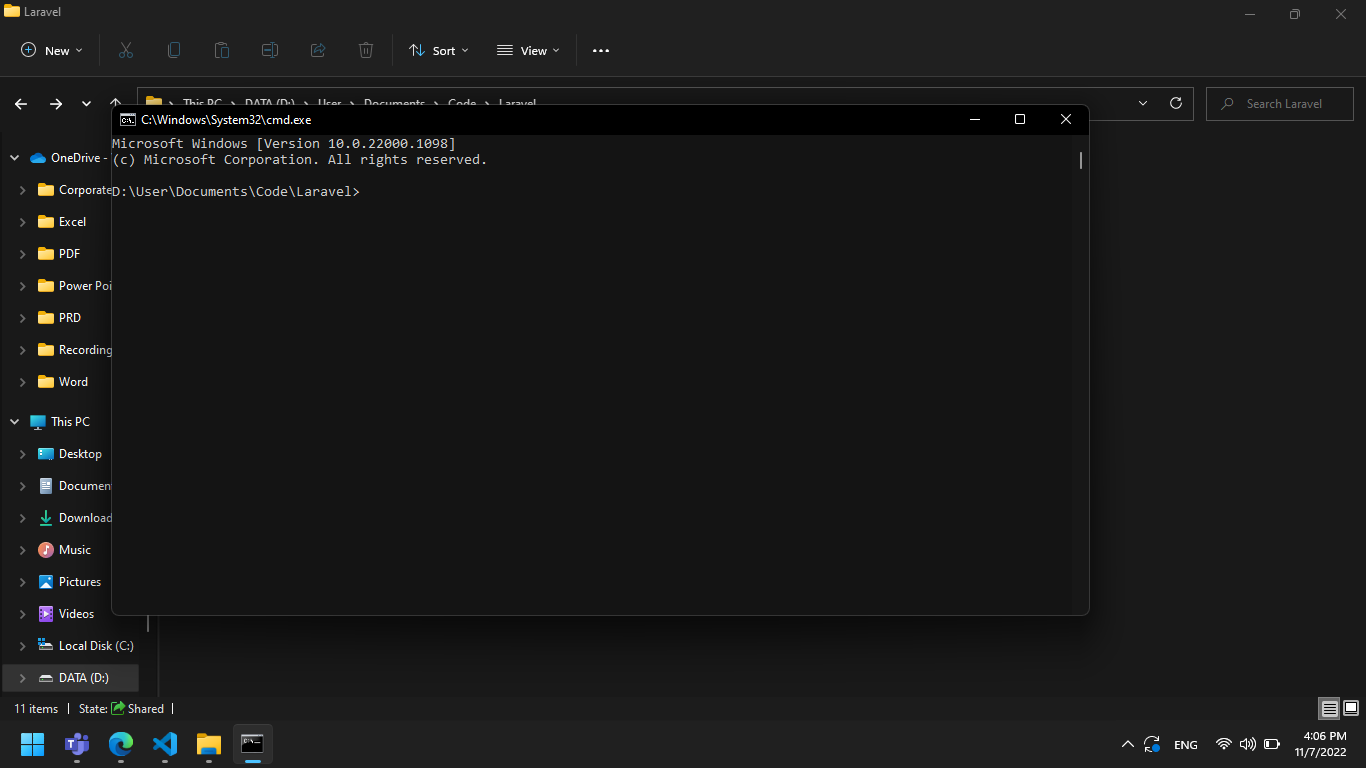 Laravel
New
Sort
View
This PC
DATA (D:)
User
Documents
Code
Laravel
Search Laravel
C:\Windows\System32\cmd.exe
Microsoft Windows [Version 10.0.22000.1098]
(c) Microsoft Corporation. All rights reserved.
D:\User\Documents\Code\Laravel>
OneDrive -
Corporate
Excel
PDF
Power Poi
PRD
Recording
Word
This PC
Desktop
Documen
Download
Music
Pictures
Videos
Local Disk (C:)
DATA (D:)
11 items
State: Shared
ENG
4:06 PM
11/7/2022